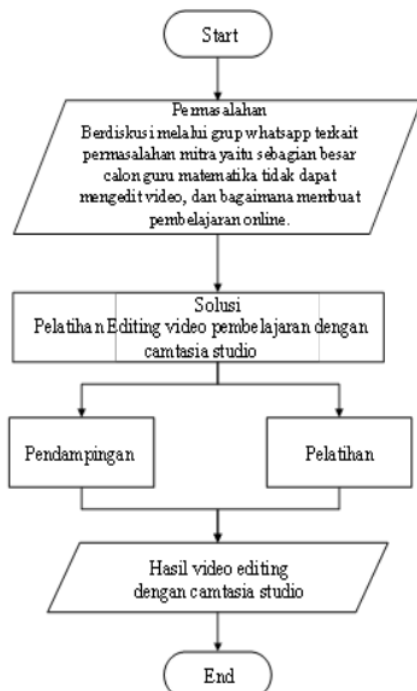 Start
Permasalahan
Berdiskusi melalui grup whatsapp terkait
permasalahan mitra yaitu sebagian besar
calon guru matematika tidak dapat
mengedit video, dan bagaimana membuat
pembelajaran online.
Solusi
Pelatihan Editing video pembelajaran dengan
camtasia studio
Pendampingan
Pelatihan
Hasil video editing
dengan camtasia studio
End